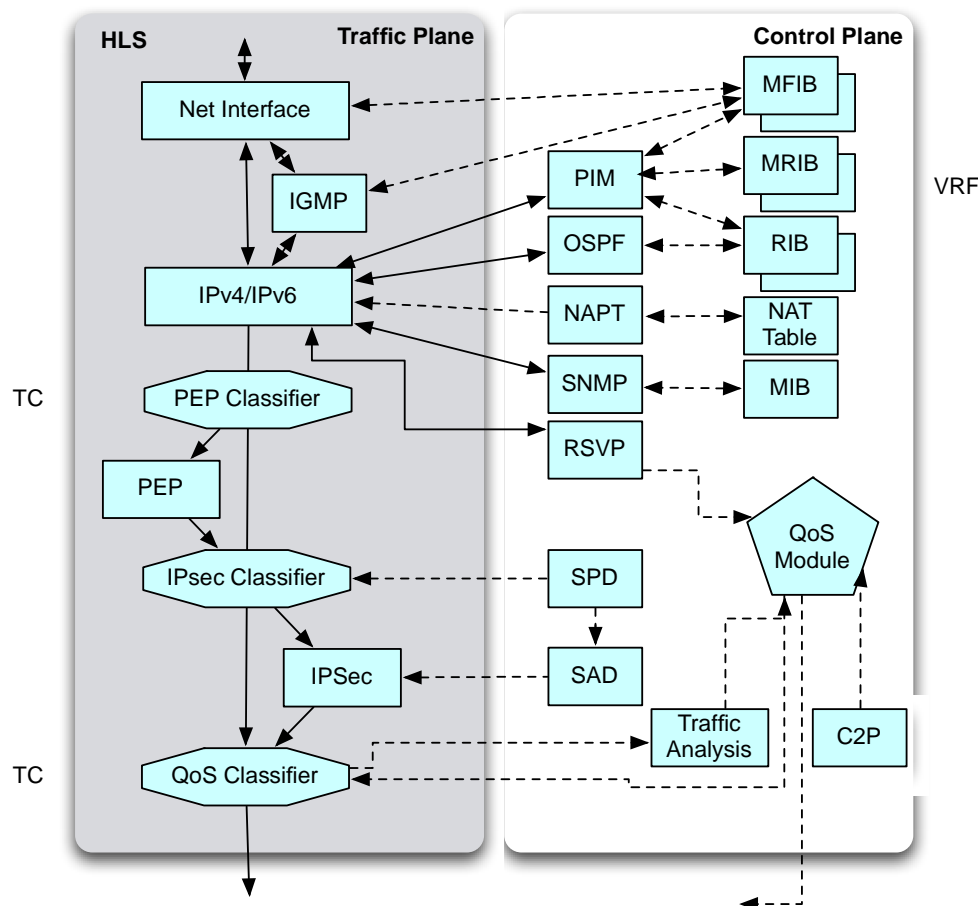 HLS
Traffic Plane
Control Plane
Net Interface
MFIB
IGMP
PIM
MRIB
VRF
OSPF
RIB
IPv4/IPv6
NAPT
NAT
Table
SNMP
MIB
TC
PEP Classifier
RSVP
PEP
QoS
Module
IPsec Classifier
SPD
IPSec
SAD
Traffic
Analysis
C2P
TC
QoS Classifier